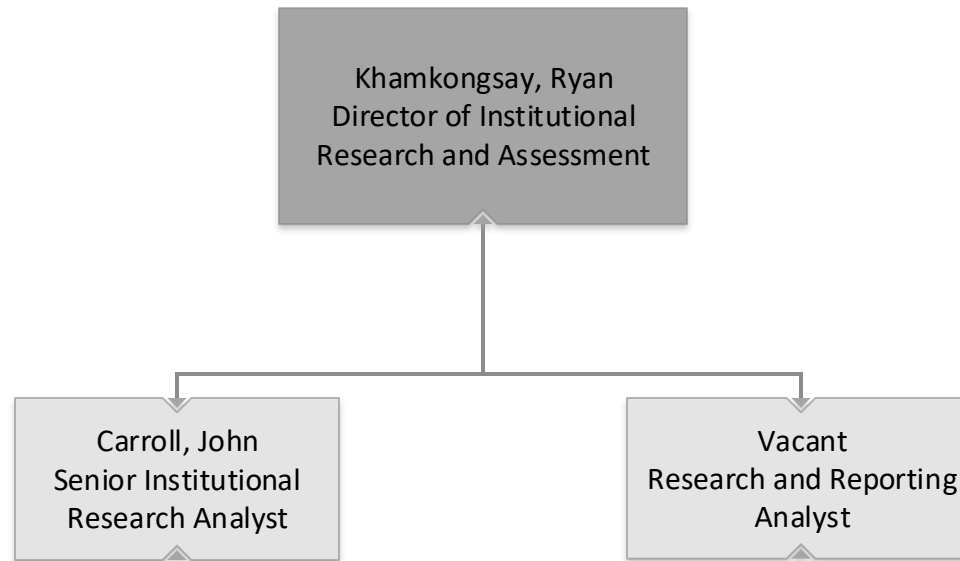 Khamkongsay, Ryan
Director of Institutional
Research and Assessment
Carroll, John
Senior Institutional
Research Analyst
Vacant
Research and Reporting
Analyst